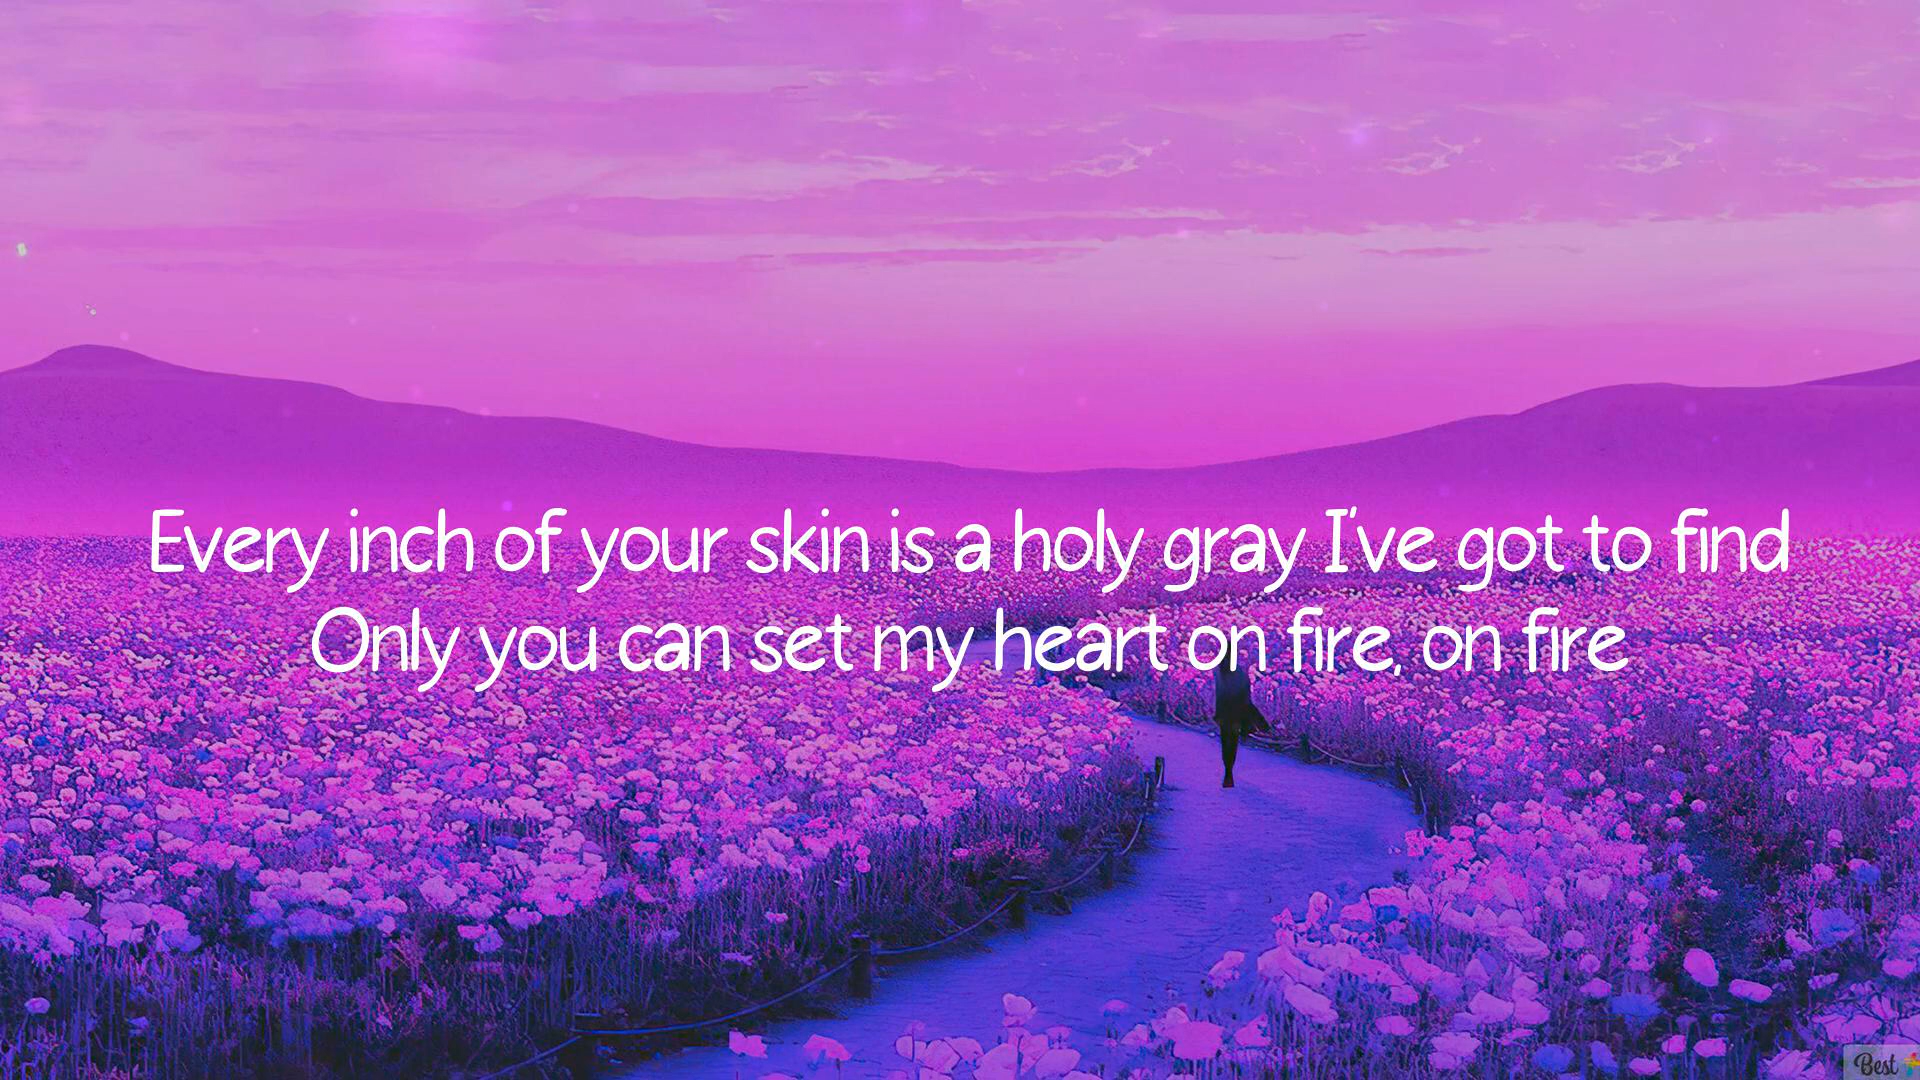 Every inch of your skin is a holy gray I've got to find
Only you can set my heart on fire, on fire
Best